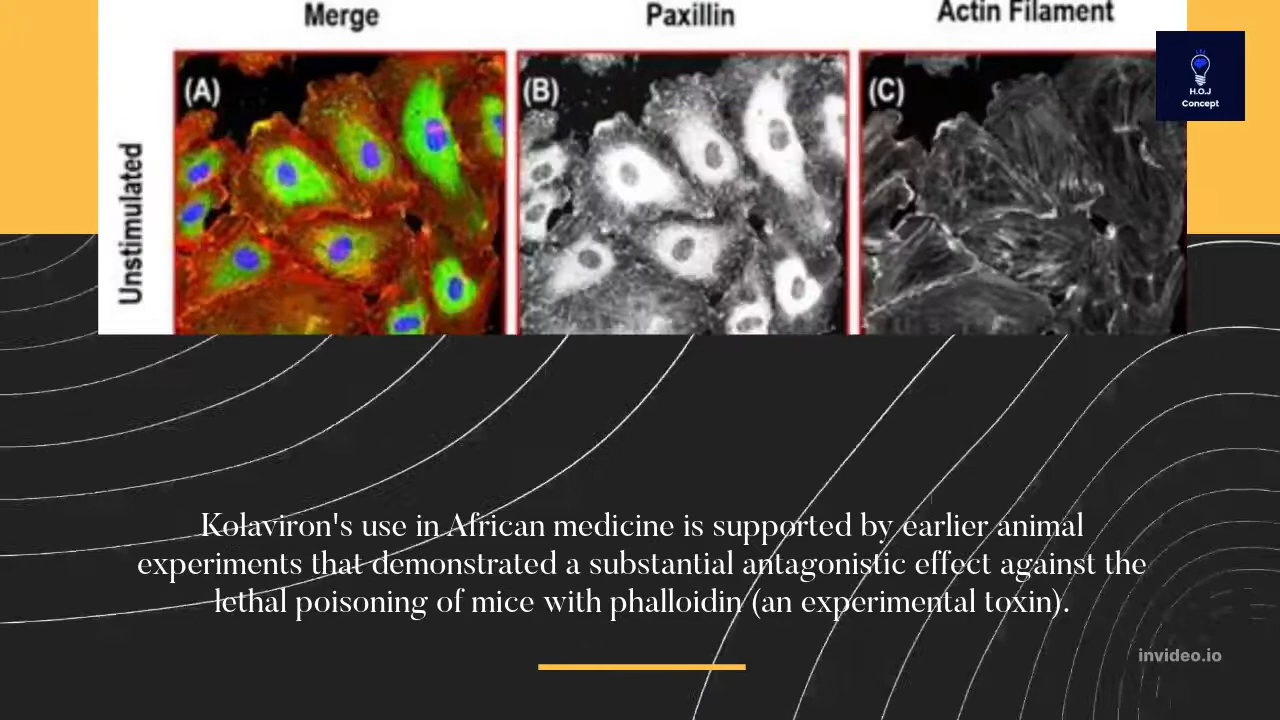 Merge
Paxillin
Actin Filament
H.O.J
Concept
Unstimulated
(A)
(B)
(C)
Kolaviron's use in African medicine is supported by earlier animal
experiments that demonstrated a substantial antagonistic effect against the
lethal poisoning of mice with phalloidin (an experimental toxin).
invideo.io